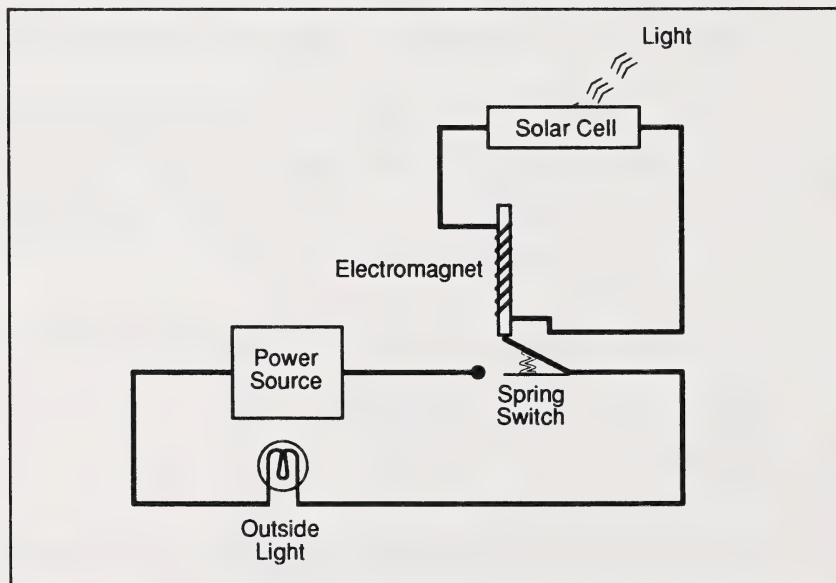 Light
Solar Cell
Electromagnet
Power
Source
Spring
Switch
Outside
Light